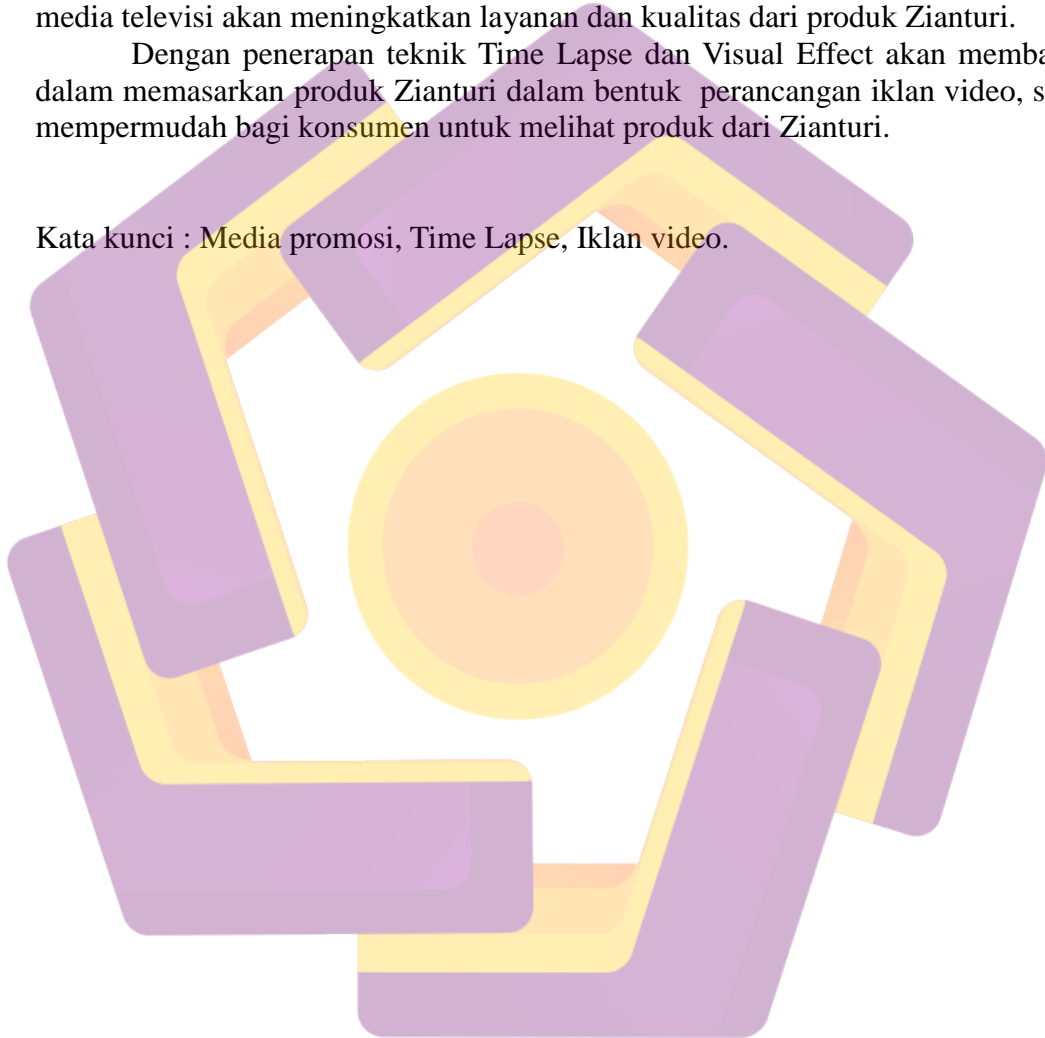 media televisi akan meningkatkan layanan dan kualitas dari produk Zianturi.
Dengan penerapan teknik Time Lapse dan Visual Effect akan
dalam memasarkan produk Zianturi dalam bentuk perancangan iklan video,
mempermudah bagi konsumen untuk melihat produk dari Zianturi.
Kata kunci : Media promosi, Time Lapse, Iklan video.